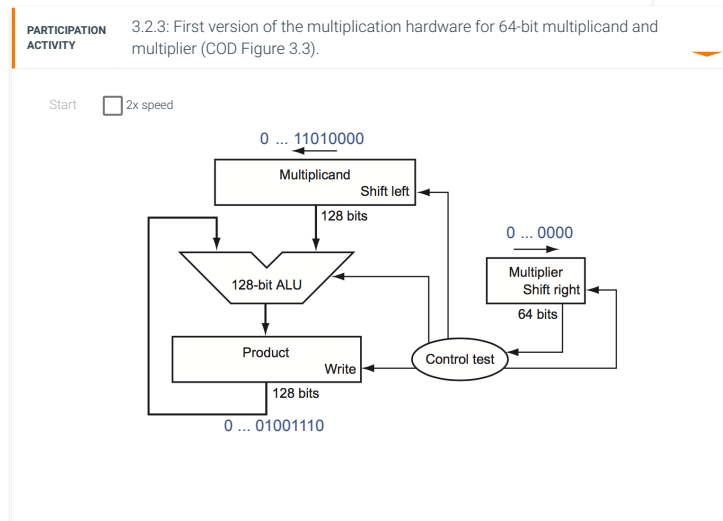 PARTICIPATION
ACTIVITY
3.2.3: First version of the multiplication hardware for 64-bit multiplicand and
multiplier (COD Figure 3.3).
Start
2x speed
0 ... 11010000
Multiplicand
Shift left
128 bits
0 ... 0000
128-bit ALU
Multiplier
Shift right
64 bits
Product
Write
Control test
128 bits
0 ... 01001110